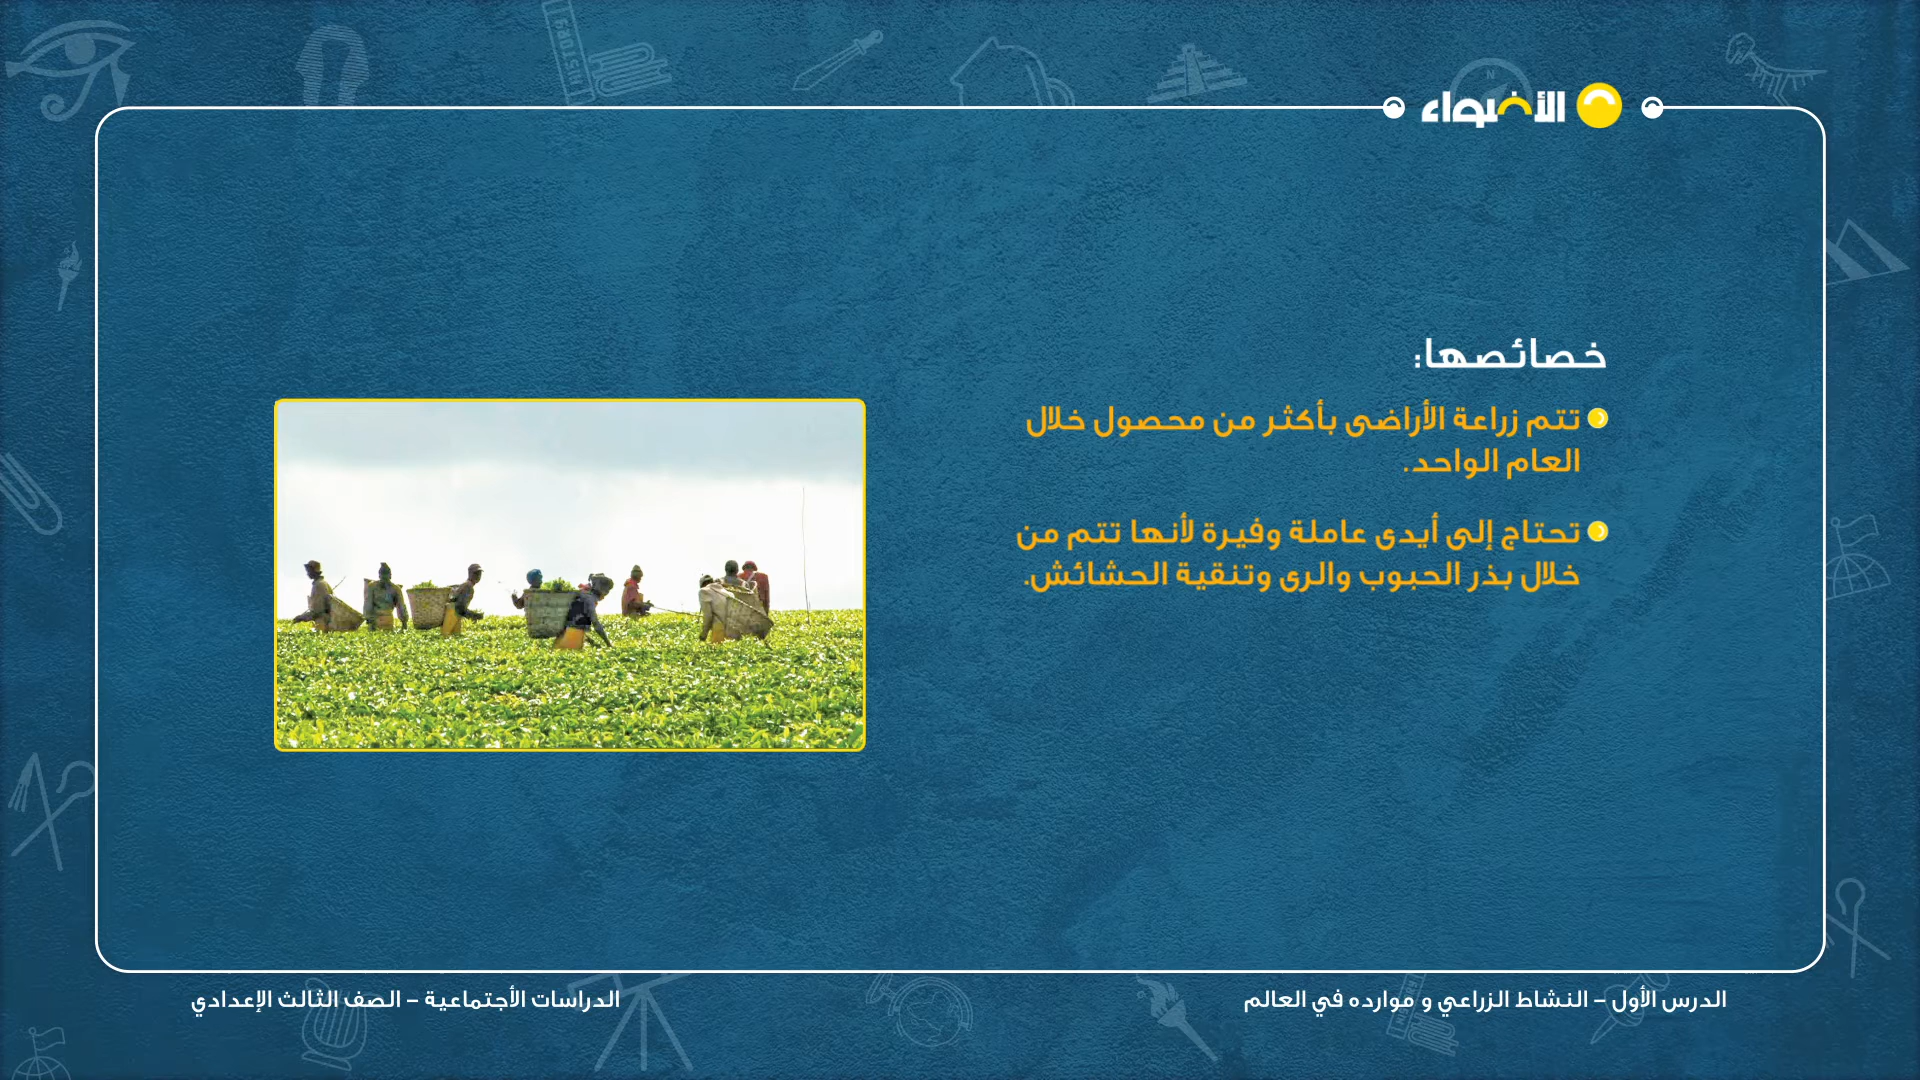 الأضواء
خصائصها:
تتم زراعة الأراضى بأكثر من محصول خلال
العام الواحد.
تحتاج إلى أيدى عاملة وفيرة لأنها تتم من
خلال بذر الحبوب والرى وتنقية الحشائش.
الدرس الأول – النشاط الزراعي و موارده في العالم
الدراسات الأجتماعية – الصف الثالث الإعدادي
HISTORY
N